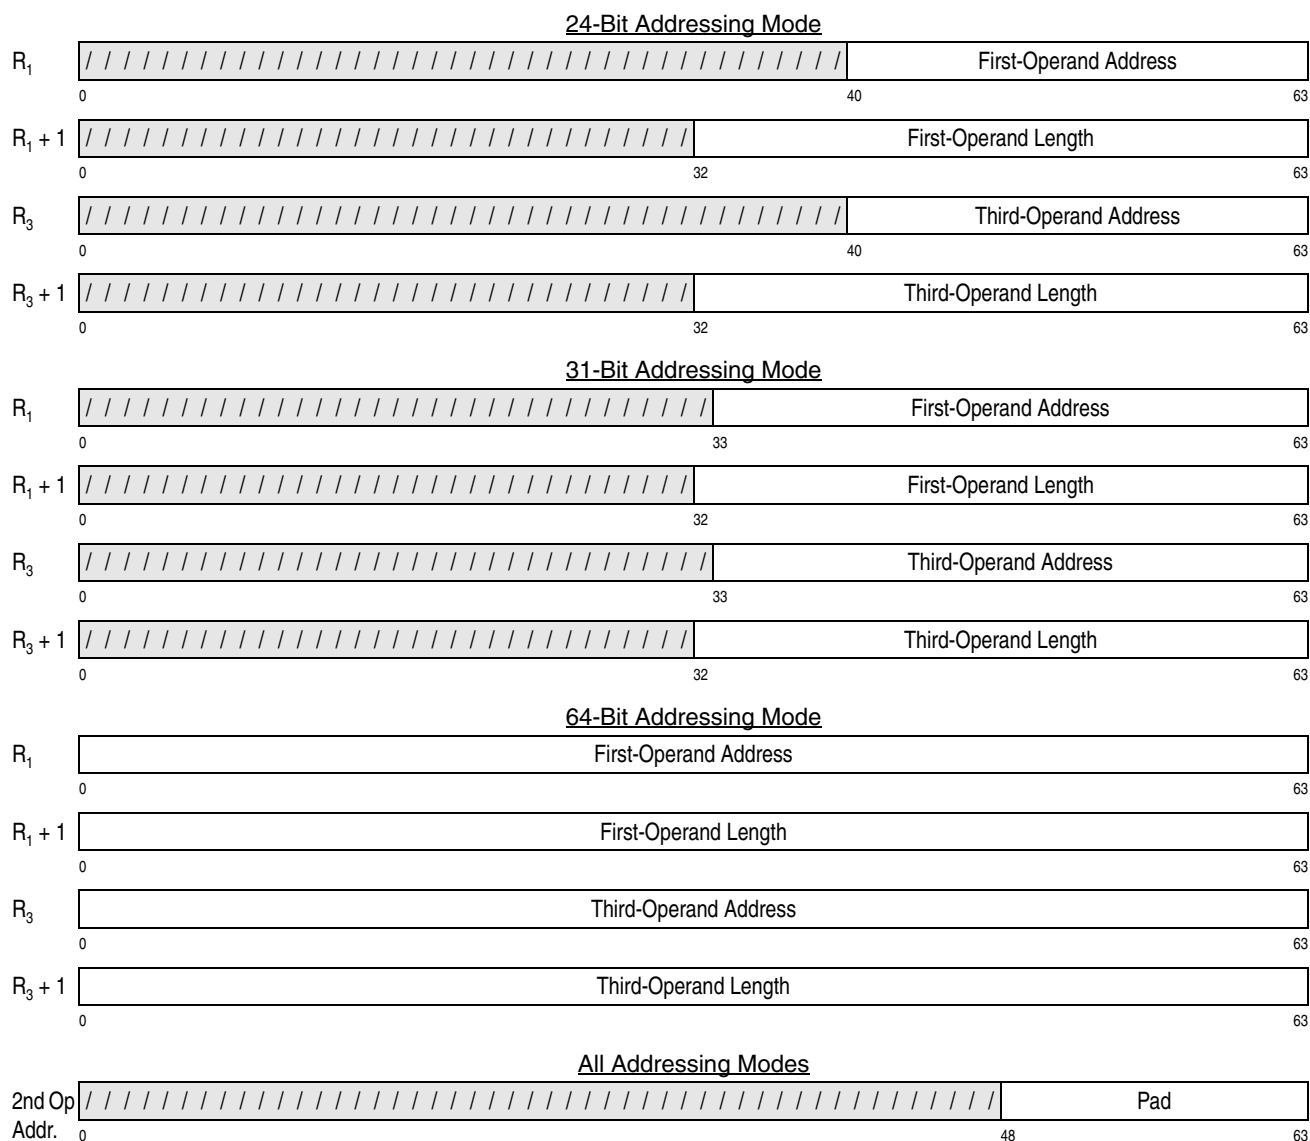 24-Bit Addressing Mode
R₁ / / / / / / / / / / / / / / / / / / / / / / / / / / / / / / / / / / / / / / / / First-Operand Address
0 40 63
R₁ + 1 / / / / / / / / / / / / / / / / / / / / / / / / / / / / / / / / First-Operand Length
0 32 63
R₃ / / / / / / / / / / / / / / / / / / / / / / / / / / / / / / / / / / / / / / / / Third-Operand Address
0 40 63
R₃ + 1 / / / / / / / / / / / / / / / / / / / / / / / / / / / / / / / / Third-Operand Length
0 32 63
31-Bit Addressing Mode
R₁ / / / / / / / / / / / / / / / / / / / / / / / / / / / / / / / / / First-Operand Address
0 33 63
R₁ + 1 / / / / / / / / / / / / / / / / / / / / / / / / / / / / / / / / First-Operand Length
0 32 63
R₃ / / / / / / / / / / / / / / / / / / / / / / / / / / / / / / / / / Third-Operand Address
0 33 63
R₃ + 1 / / / / / / / / / / / / / / / / / / / / / / / / / / / / / / / / Third-Operand Length
0 32 63
64-Bit Addressing Mode
R₁ First-Operand Address
0 63
R₁ + 1 First-Operand Length
0 63
R₃ Third-Operand Address
0 63
R₃ + 1 Third-Operand Length
0 63
All Addressing Modes
2nd Op / / / / / / / / / / / / / / / / / / / / / / / / / / / / / / / / / / / / / / / / / / / / / / / / Pad
Addr. 0 48 63